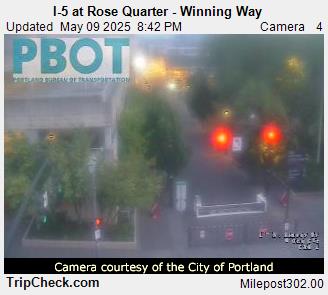 I-5 at Rose Quarter - Winning Way
Updated May 09 2025 8:42 PM Camera 4
PBOT
PORTLAND BUREAU OF TRANSPORTATION
Camera courtesy of the City of Portland
TripCheck.com Milepost302.00